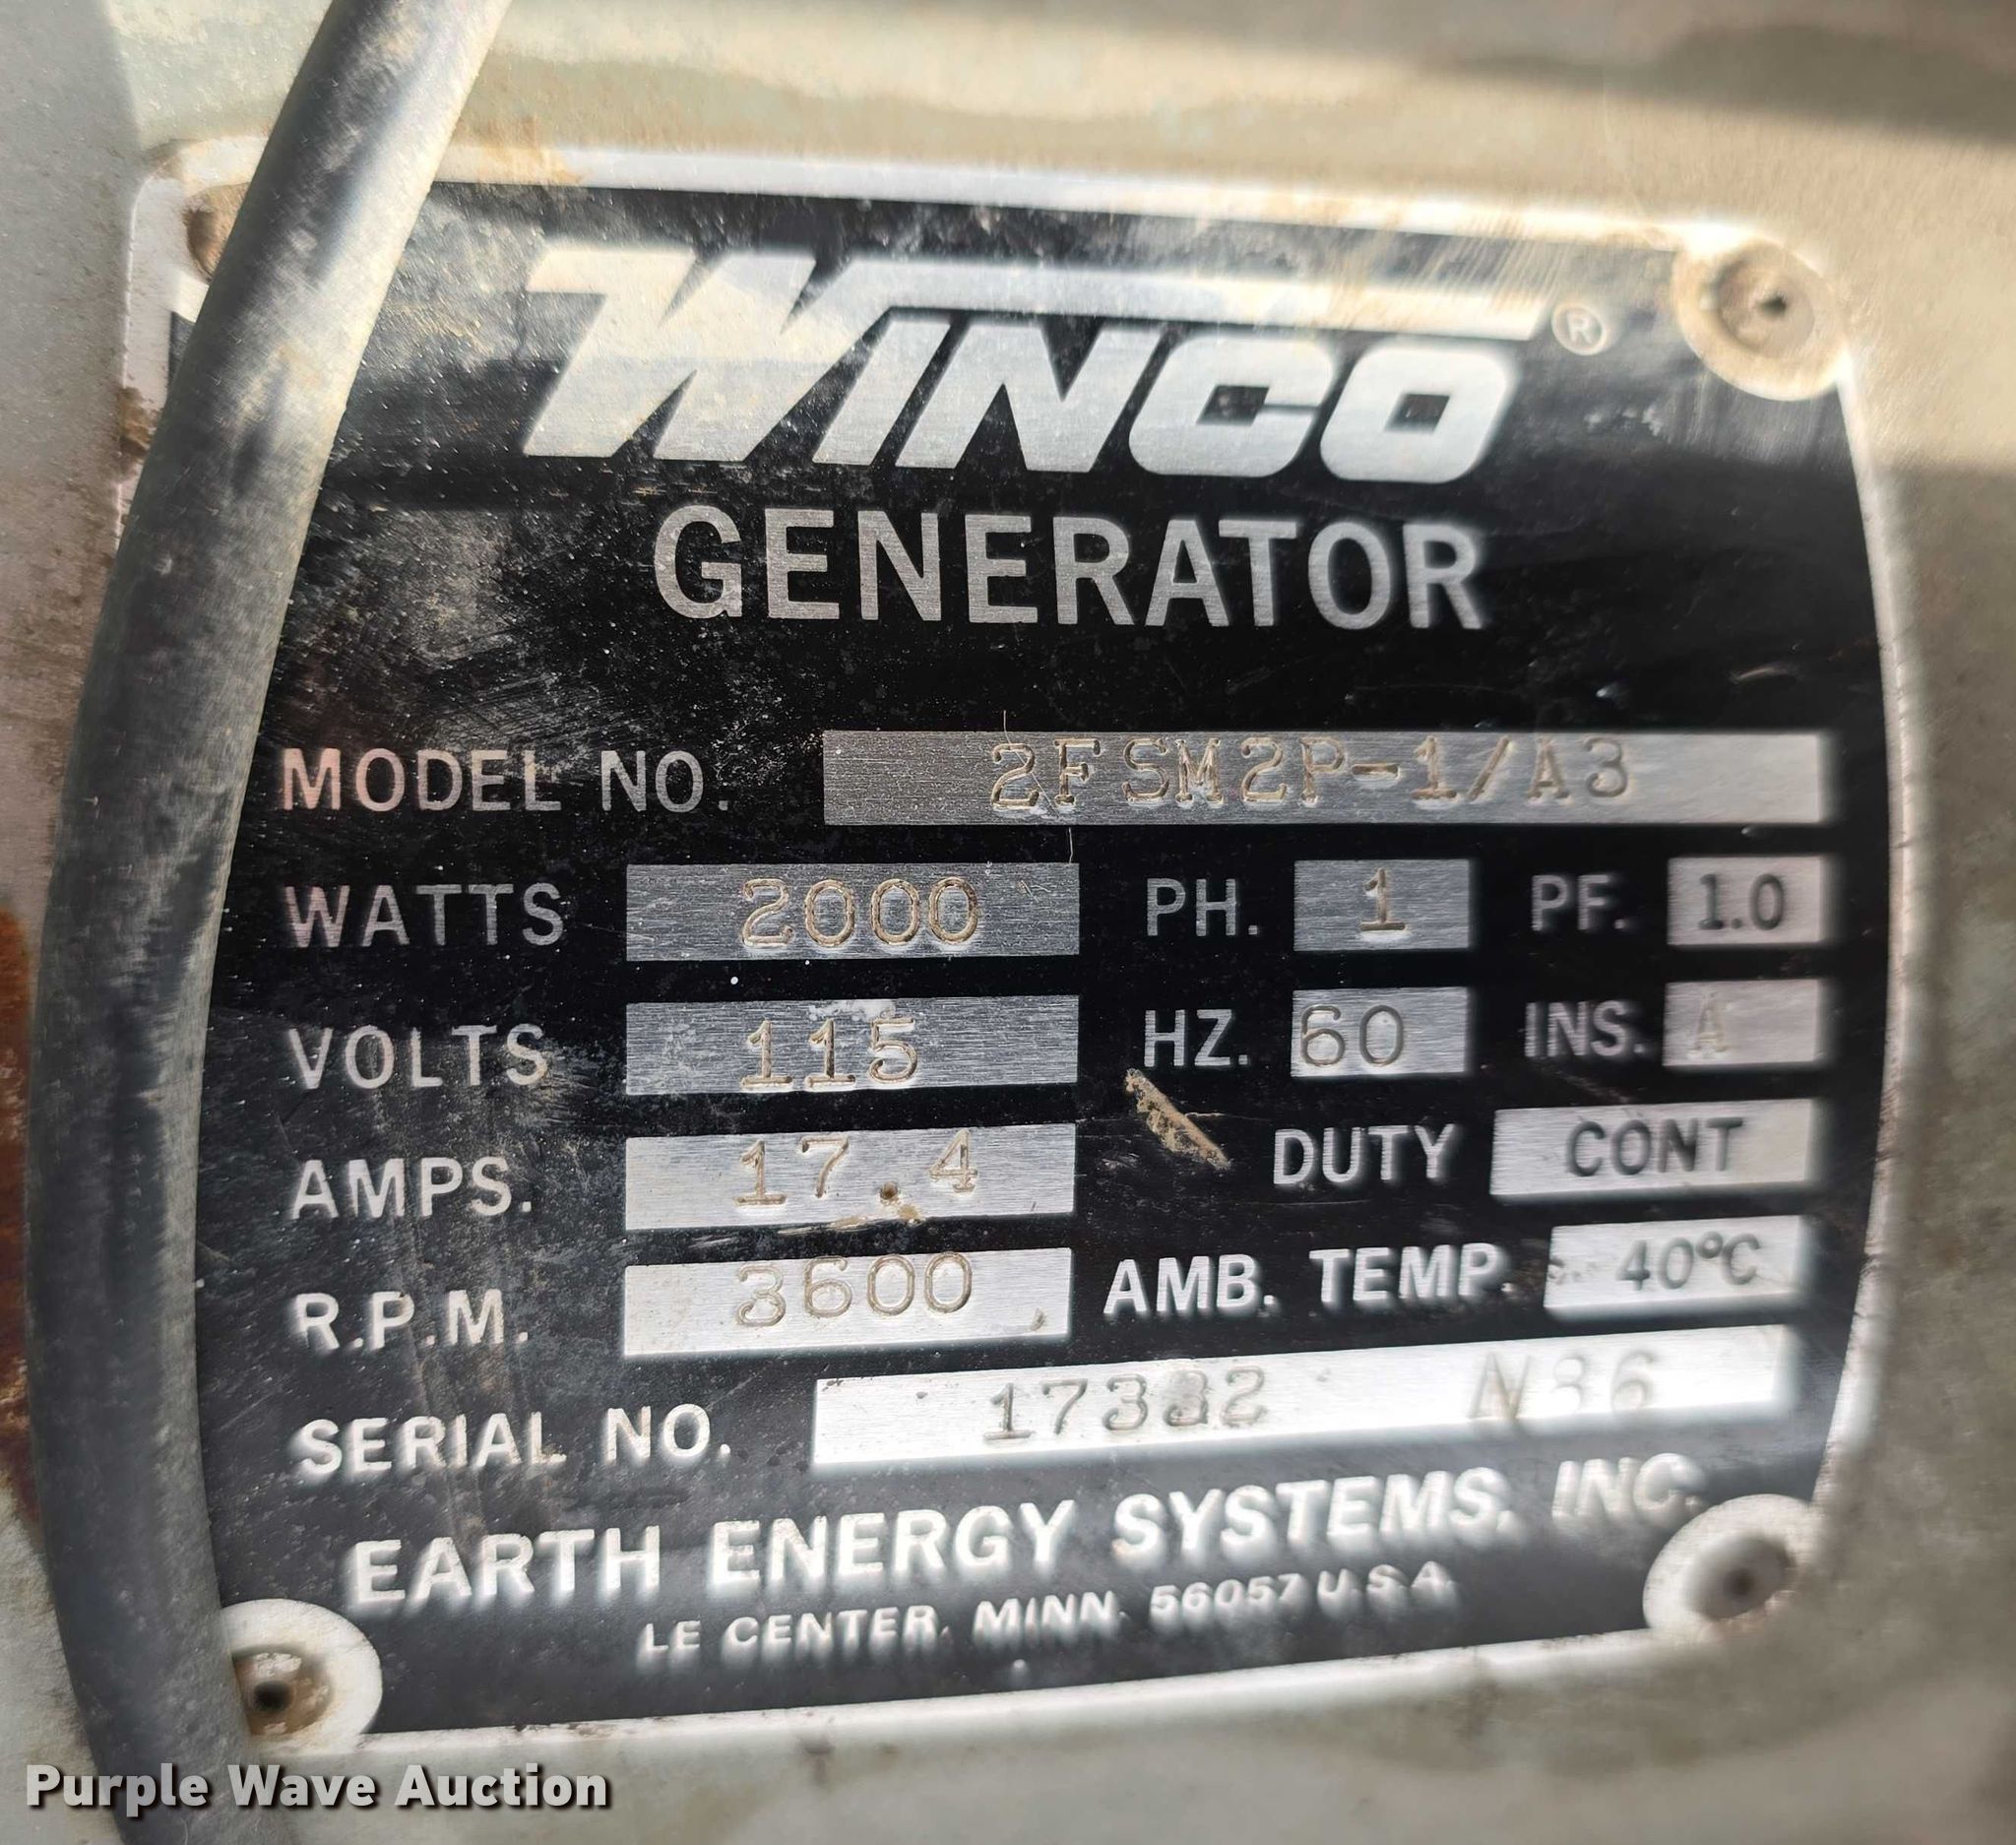 WINCO®
GENERATOR
MODEL NO. 2FSM2P-1/A3
WATTS 2000 PH. 1 PF. 1.0
VOLTS 115 HZ. 60 INS. A
AMPS. 17.4 DUTY CONT
R.P.M. 3600 AMB. TEMP. 40°C
SERIAL NO. 17332 N86
EARTH ENERGY SYSTEMS, INC.
LE CENTER, MINN. 56057 U.S.A.
Purple Wave Auction